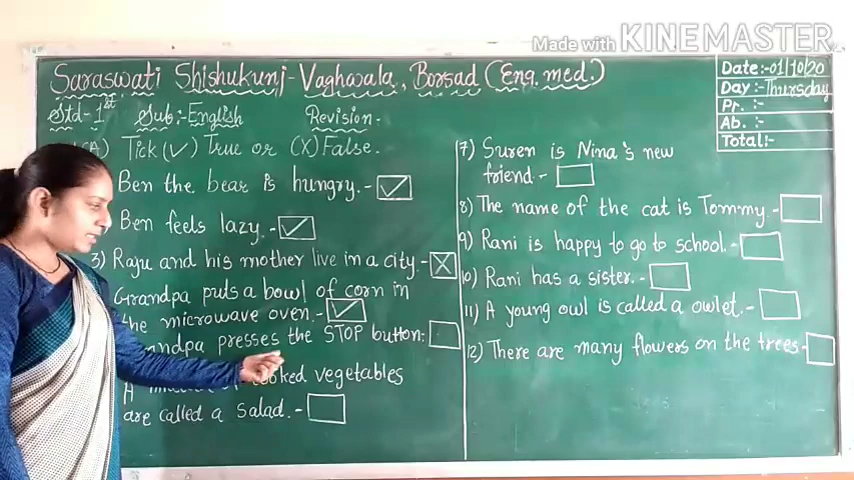 Made with KINEMASTER
Saraswati Shishukunj-Vaghwala, Borsad (Eng. med.)
Std-1st Sub:-English Revision-
(A) Tick (✓) True or (X) False.
Ben the bear is hungry.-
Ben feels lazy.-
3) Raju and his mother live in a city.-
Grandpa puts a bowl of corn in
the microwave oven.-
presses the STOP button:
A cooked vegetables
are called a salad.-
7) Suren is Nina's new
friend.-
8) The name of the cat is Tommy.-
9) Rani is happy to go to school.-
10) Rani has a sister.-
11) A young owl is called a owlet.-
12) There are many flowers on the trees-
Date:-01/10/20
Day:-Thursday
Pr.:-
Ab.:-
Total:-